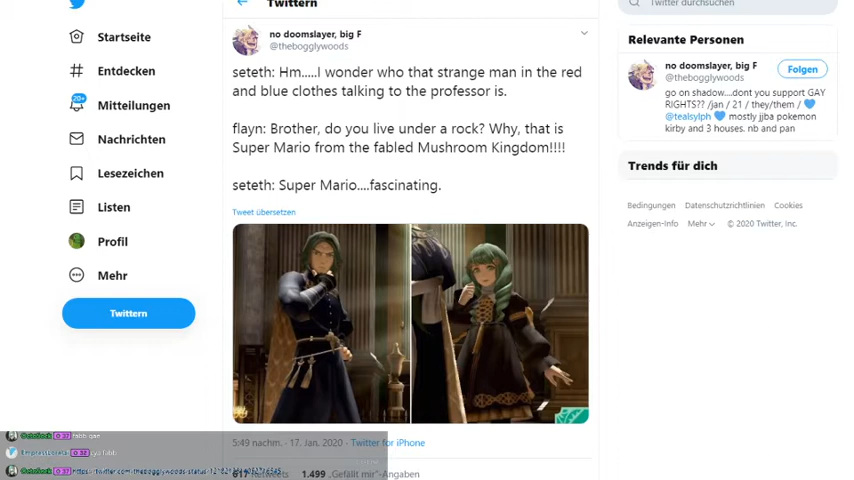 Twittern
Twitter durchsuchen
Startseite
Entdecken
20+
Mitteilungen
Nachrichten
Lesezeichen
Listen
Profil
Mehr
Twittern
no doomslayer, big F
@thebogglywoods
seteth: Hm.....I wonder who that strange man in the red
and blue clothes talking to the professor is.
flayn: Brother, do you live under a rock? Why, that is
Super Mario from the fabled Mushroom Kingdom!!!!
seteth: Super Mario....fascinating.
Tweet übersetzen
5:49 nachm. · 17. Jan. 2020 · Twitter for iPhone
617 Retweets 1.499 „Gefällt mir“-Angaben
Relevante Personen
no doomslayer, big F
@thebogglywoods
Folgen
go on shadow....dont you support GAY
RIGHTS?? /jan / 21 / they/them / 💙
@tealsylph 💙 mostly jjba pokemon
kirby and 3 houses. nb and pan
Trends für dich
Bedingungen Datenschutzrichtlinien Cookies
Anzeigen-Info Mehr © 2020 Twitter, Inc.